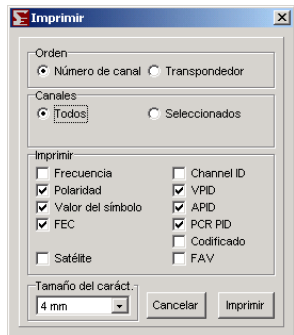 Imprimir
Orden
Número de canal Transpondedor
Canales
Todos Seleccionados
Imprimir
Frecuencia Channel ID
Polaridad VPID
Valor del símbolo APID
FEC PCR PID
Codificado
Satélite FAV
Tamaño del caráct.
4 mm Cancelar Imprimir